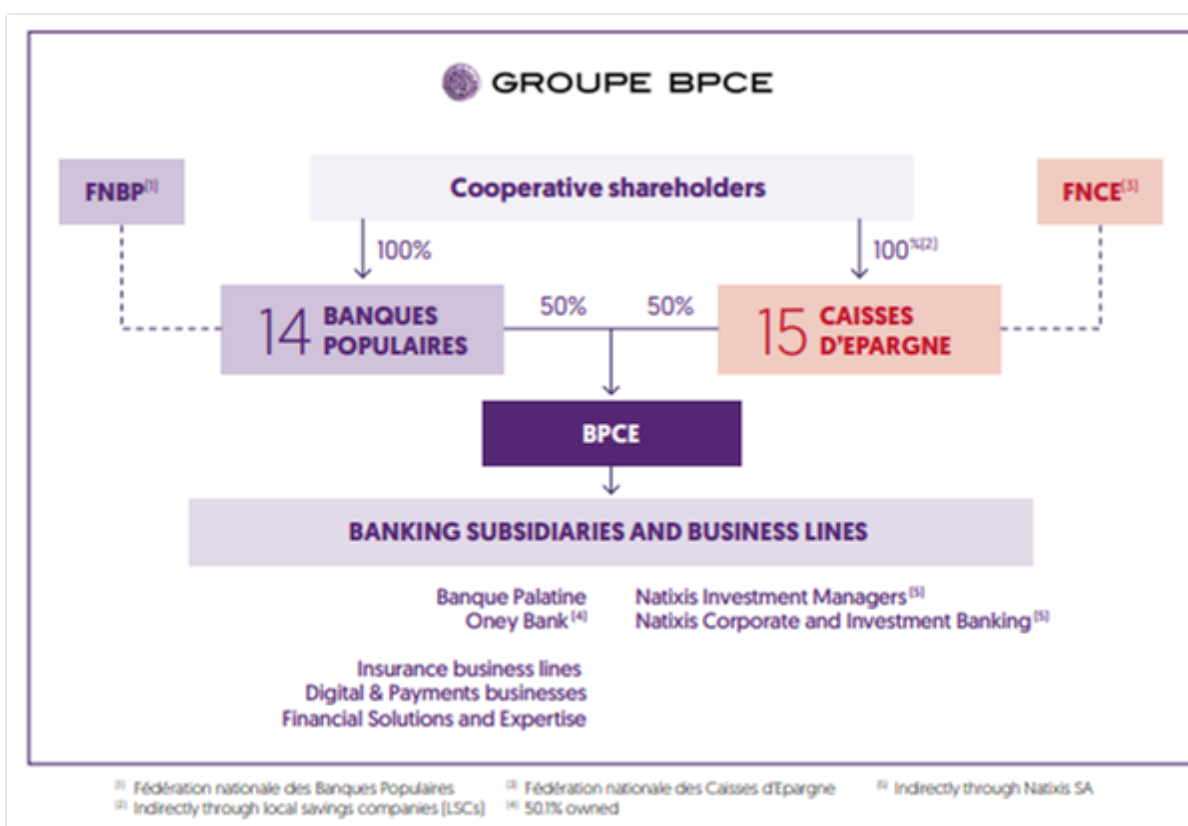 GROUPE BPCE
FNBP(1)
Cooperative shareholders
FNCE(3)
100%
100%(2)
14 BANQUES
POPULAIRES
50%
50%
15 CAISSES
D'EPARGNE
BPCE
BANKING SUBSIDIARIES AND BUSINESS LINES
Banque Palatine
Oney Bank (4)
Natixis Investment Managers (5)
Natixis Corporate and Investment Banking (5)
Insurance business lines
Digital & Payments businesses
Financial Solutions and Expertise
(1) Fédération nationale des Banques Populaires
(2) Indirectly through local savings companies (LSCs)
(3) Fédération nationale des Caisses d'Epargne
(4) 50.1% owned
(5) Indirectly through Natixis SA